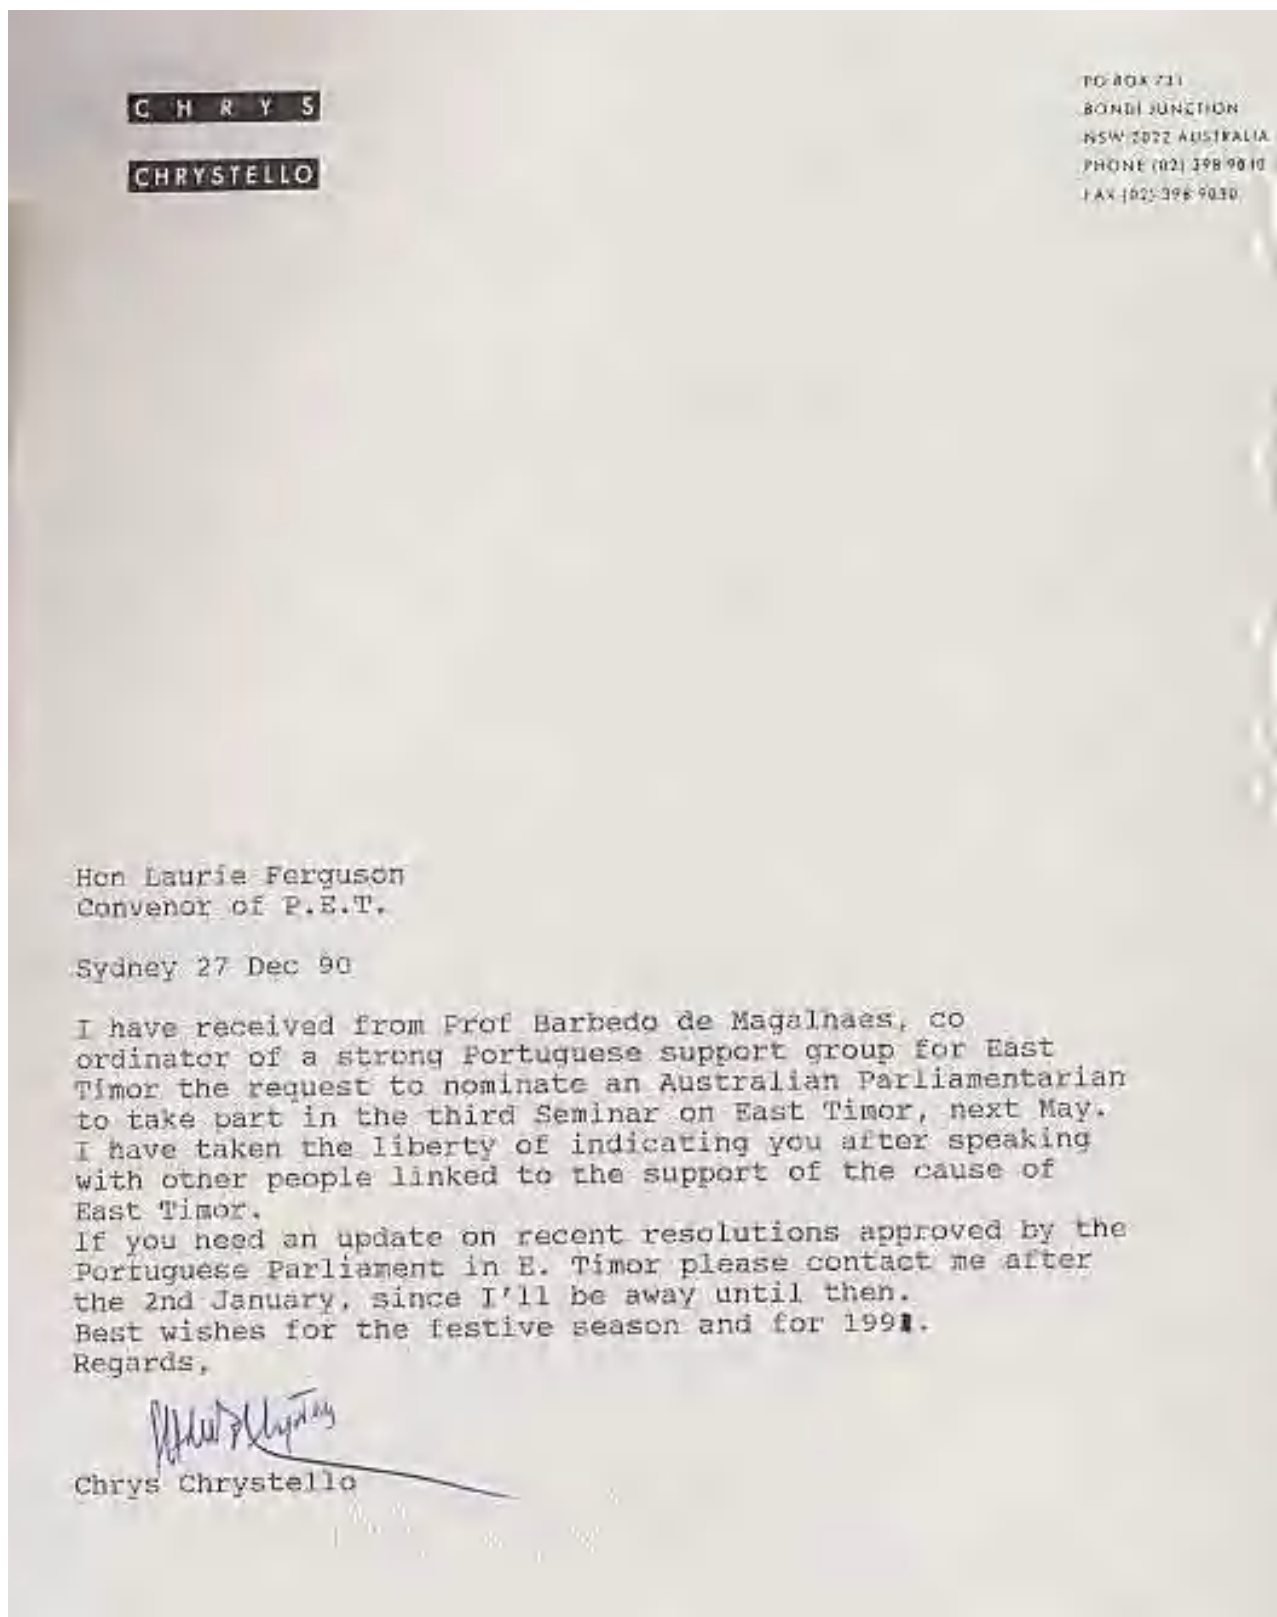 C H R Y S
CHRYSTELLO
PO BOX 731
BONDI JUNCTION
NSW 2022 AUSTRALIA
PHONE (02) 398
FAX (02) 398 9030
Hon Laurie Ferguson
Convenor of P.E.T.
Sydney 27 Dec 90
I have received from Prof Barbedo de Magalhaes, co
ordinator of a strong Portuguese support group for East
Timor the request to nominate an Australian Parliamentarian
to take part in the third Seminar on East Timor, next May.
I have taken the liberty of indicating you after speaking
with other people linked to the support of the cause of
East Timor.
If you need an update on recent resolutions approved by the
Portuguese Parliament in E. Timor please contact me after
the 2nd January, since I'll be away until then.
Best wishes for the festive season and for 1991.
Regards,
Chrys Chrystello